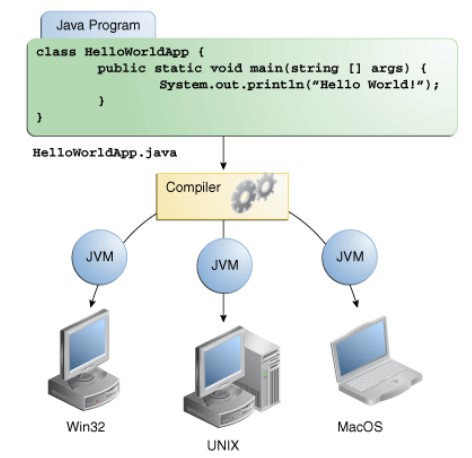 Java Program
class HelloWorldApp {
public static void main(string [] args) {
System.out.println(“Hello World!”);
}
}
HelloWorldApp.java
Compiler
JVM JVM JVM
Win32 UNIX MacOS